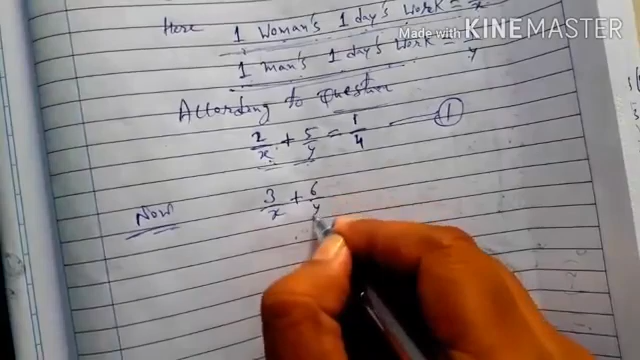 Made with KINEMASTER
Here 1 Woman's 1 day's work = 1/x
1 man's 1 day's work = 1/y
According to Question
2/x + 5/y = 1/4 — ①
Now 3/x + 6/y